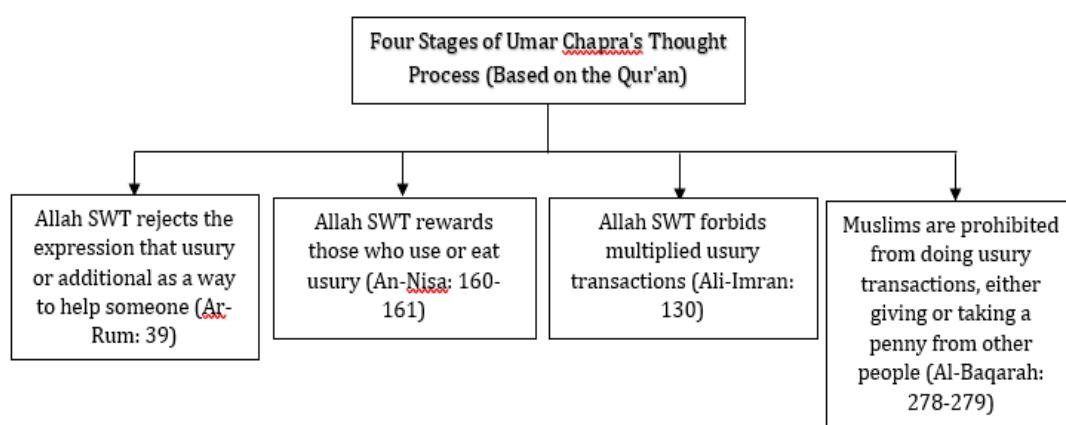 Four Stages of Umar Chapra's Thought
Process (Based on the Qur'an)
Allah SWT rejects the
expression that usury
or additional as a way
to help someone (Ar-
Rum: 39)
Allah SWT rewards
those who use or eat
usury (An-Nisa: 160-
161)
Allah SWT forbids
multiplied usury
transactions (Ali-Imran:
130)
Muslims are prohibited
from doing usury
transactions, either
giving or taking a
penny from other
people (Al-Baqarah:
278-279)